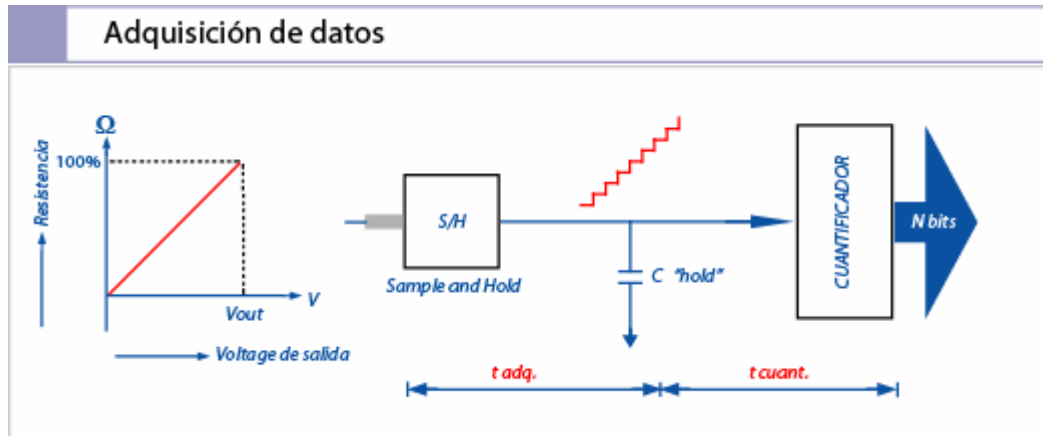 Adquisición de datos
Ω
100%
Resistencia
Vout
V
Voltage de salida
S/H
Sample and Hold
C "hold"
CUANTIFICADOR
N bits
t adq.
t cuant.